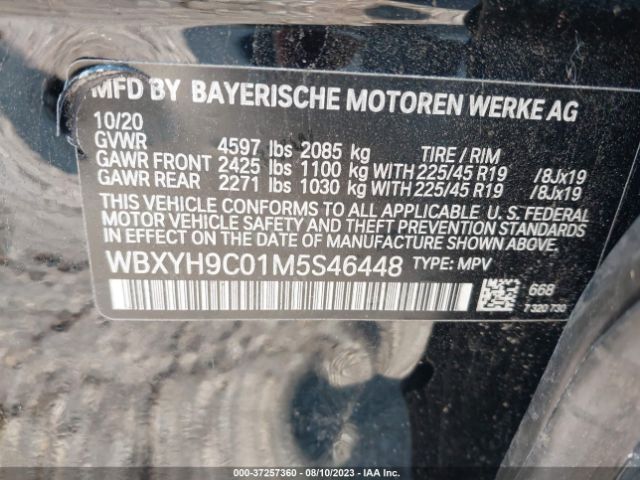 MFD BY BAYERISCHE MOTOREN WERKE AG
10/20
GVWR 4597 lbs 2085 kg TIRE / RIM
GAWR FRONT 2425 lbs 1100 kg WITH 225/45 R19 /8Jx19
GAWR REAR 2271 lbs 1030 kg WITH 225/45 R19 /8Jx19
THIS VEHICLE CONFORMS TO ALL APPLICABLE U. S. FEDERAL
MOTOR VEHICLE SAFETY AND THEFT PREVENTION STANDARDS
IN EFFECT ON THE DATE OF MANUFACTURE SHOWN ABOVE.
WBXYH9C01M5S46448 TYPE: MPV
668
7 320 730
000-37257360 - 08/10/2023 - IAA Inc.